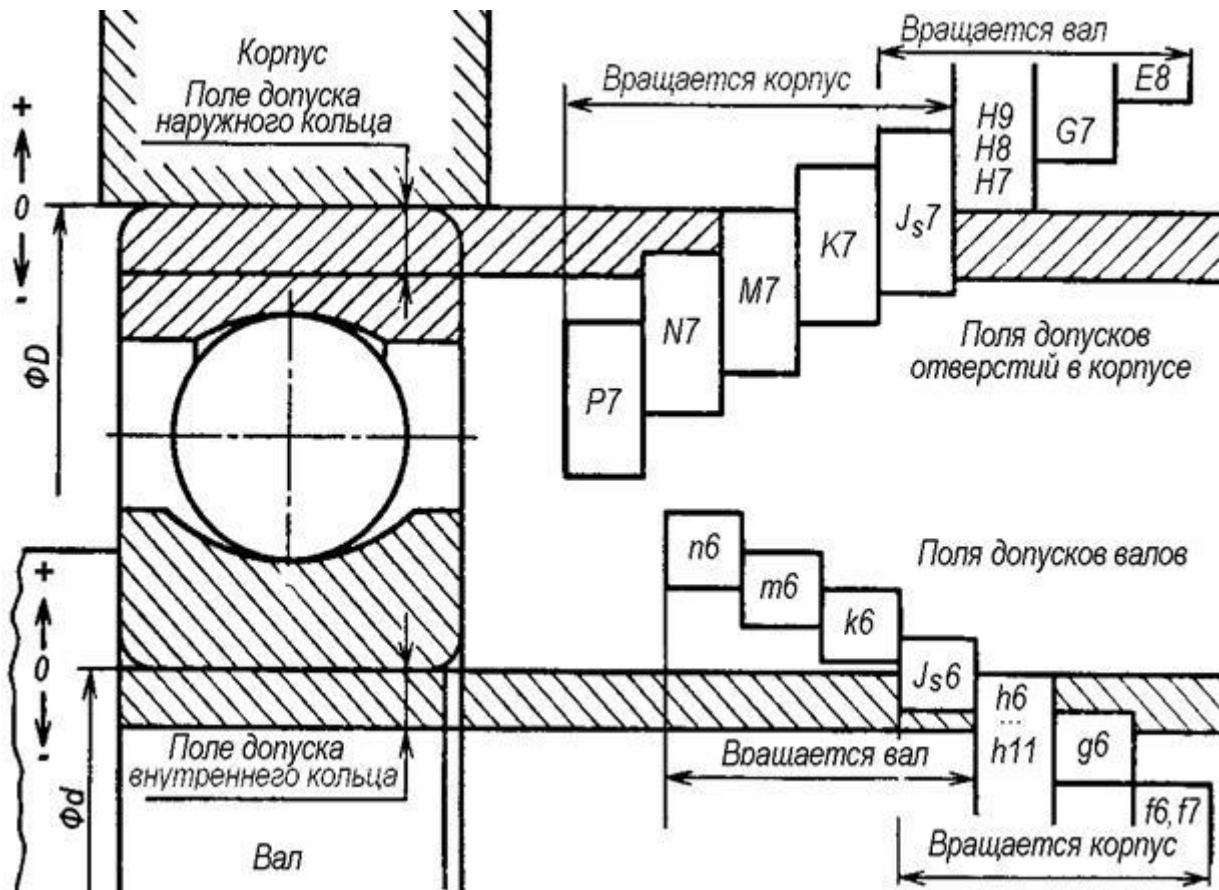 Корпус
Поле допуска
наружного кольца
Вращается корпус
Вращается вал
E8
H9
H8
H7
G7
+
0
-
Js7
K7
M7
N7
P7
ΦD
Поля допусков
отверстий в корпусе
n6
m6
k6
Js6
h6
...
h11
g6
f6, f7
Поля допусков валов
+
0
-
Поле допуска
внутреннего кольца
Вращается вал
Вращается корпус
Φd
Вал